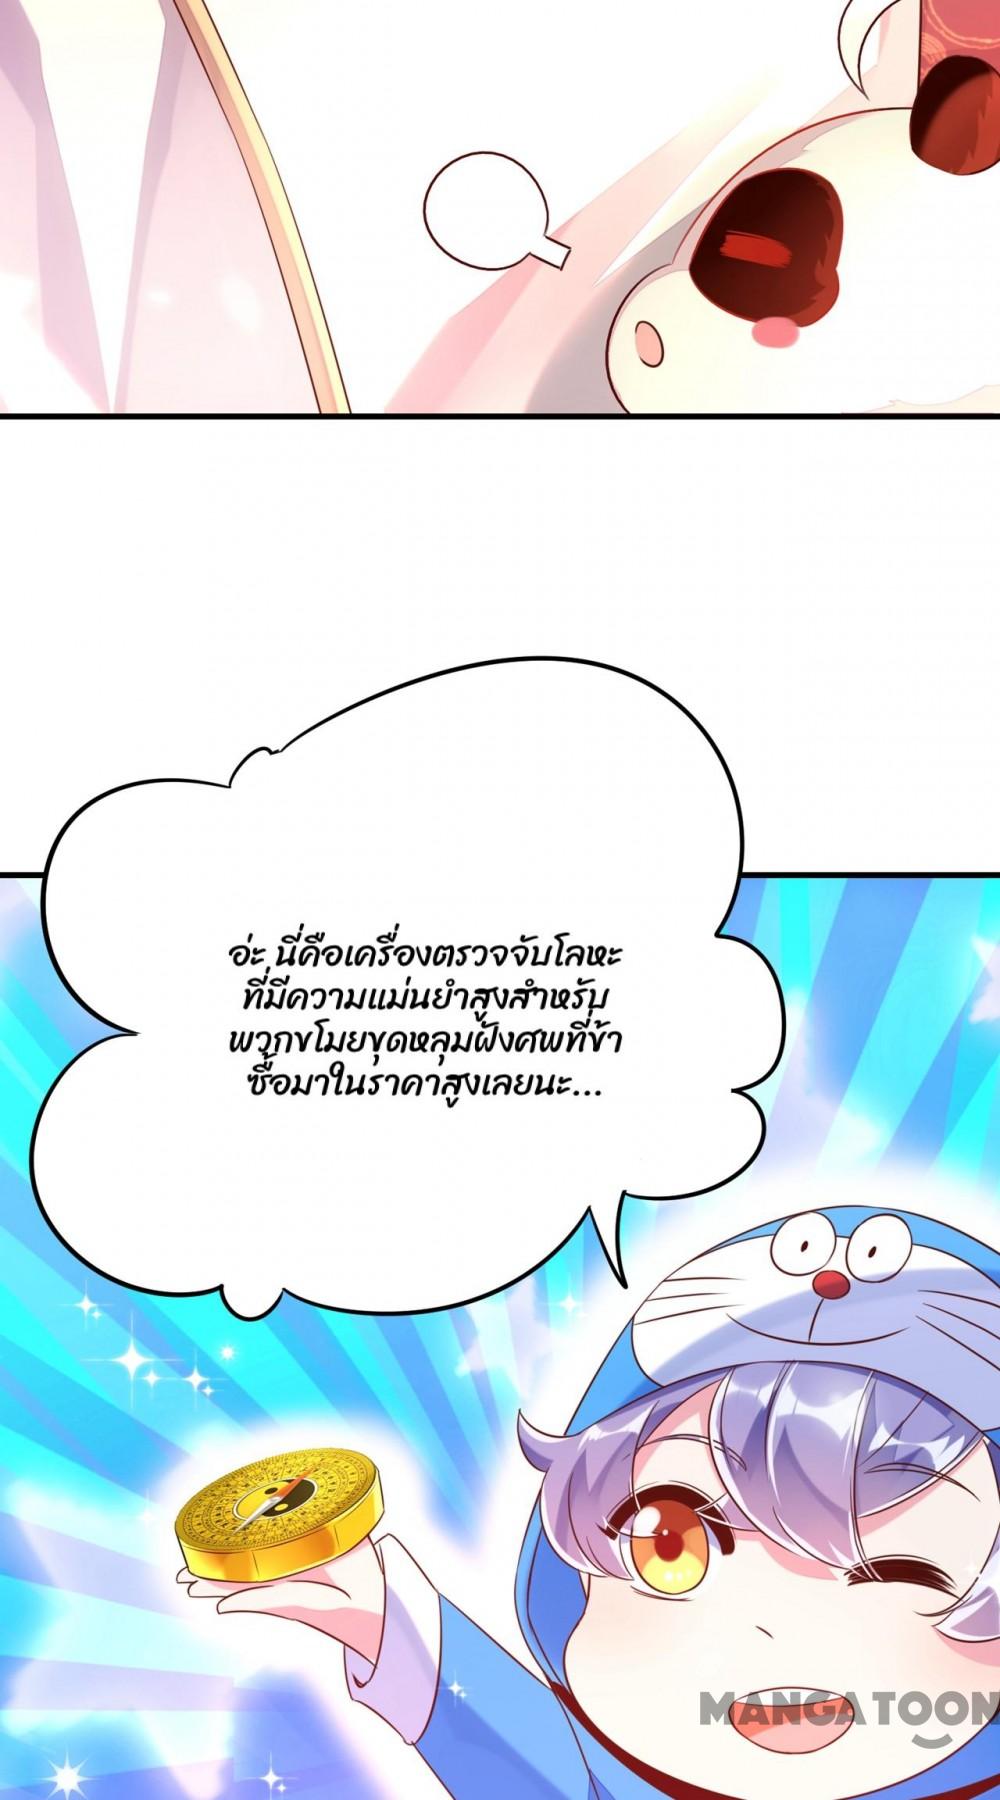 อ่ะ นี่คือเครื่องตรวจจับโลหะ
ที่มีความแม่นยำสูงสำหรับ
พวกขโมยขุดหลุมฝังศพที่ข้า
ซื้อมาในราคาสูงเลยนะ...
MANGATOON